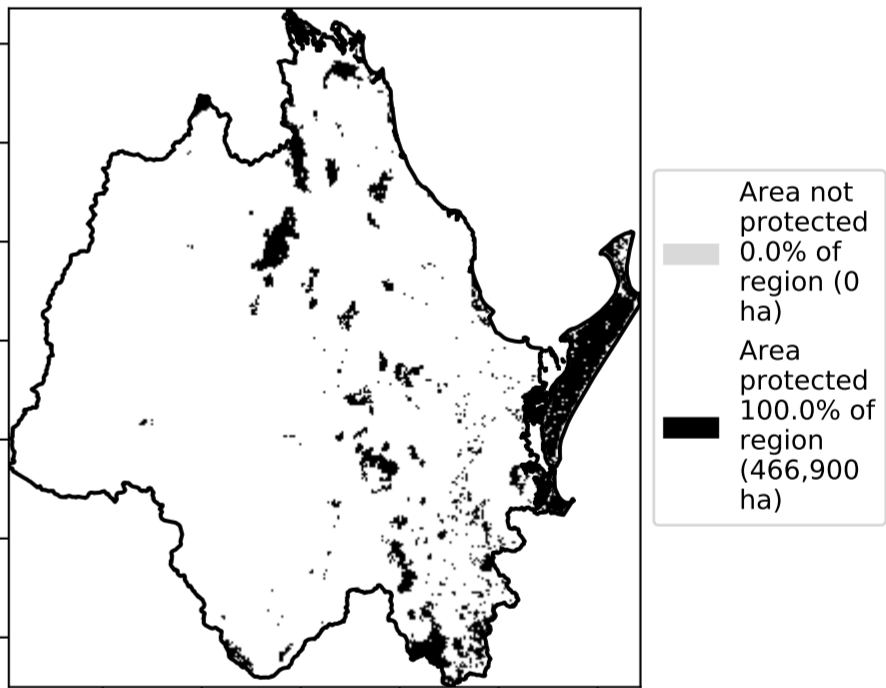 Area not
protected
0.0% of
region (0
ha)
Area
protected
100.0% of
region
(466,900
ha)